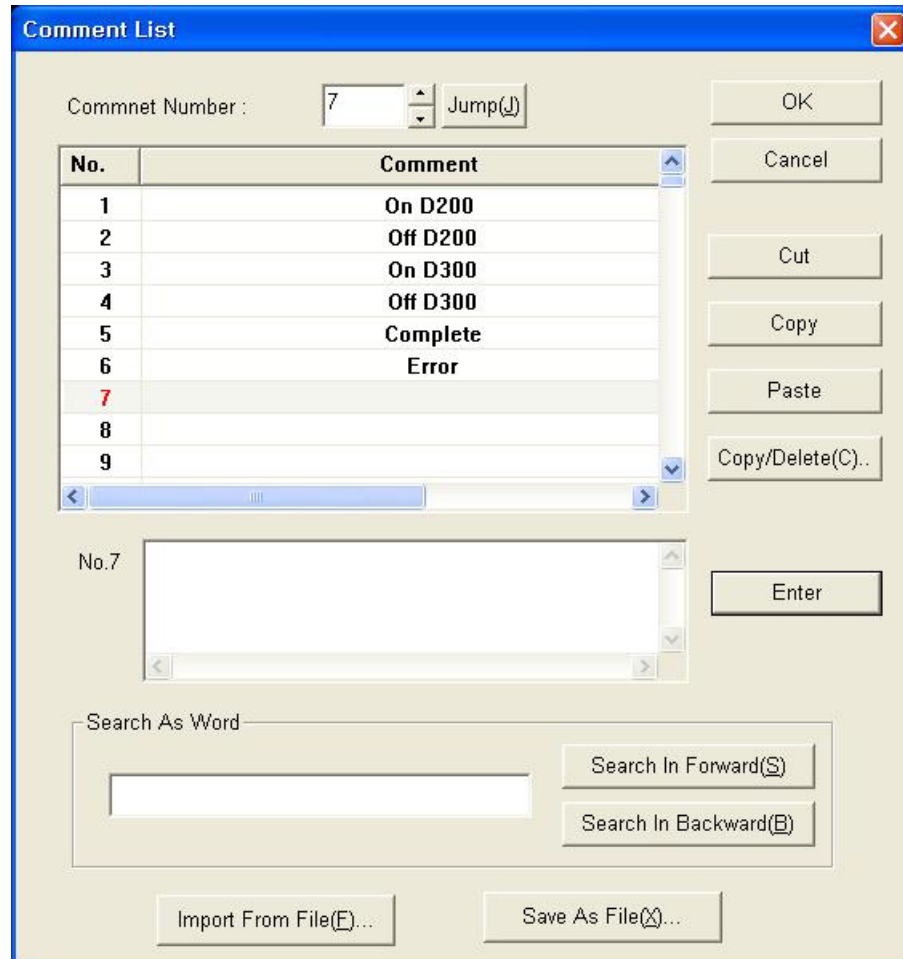 Comment List
Commnet Number :
7
Jump(J)
OK
Cancel
No. Comment
1 On D200
2 Off D200
3 On D300
4 Off D300
5 Complete
6 Error
7
8
9
Cut
Copy
Paste
Copy/Delete(C)..
No.7
Enter
Search As Word
Search In Forward(S)
Search In Backward(B)
Import From File(F)...
Save As File(X)...